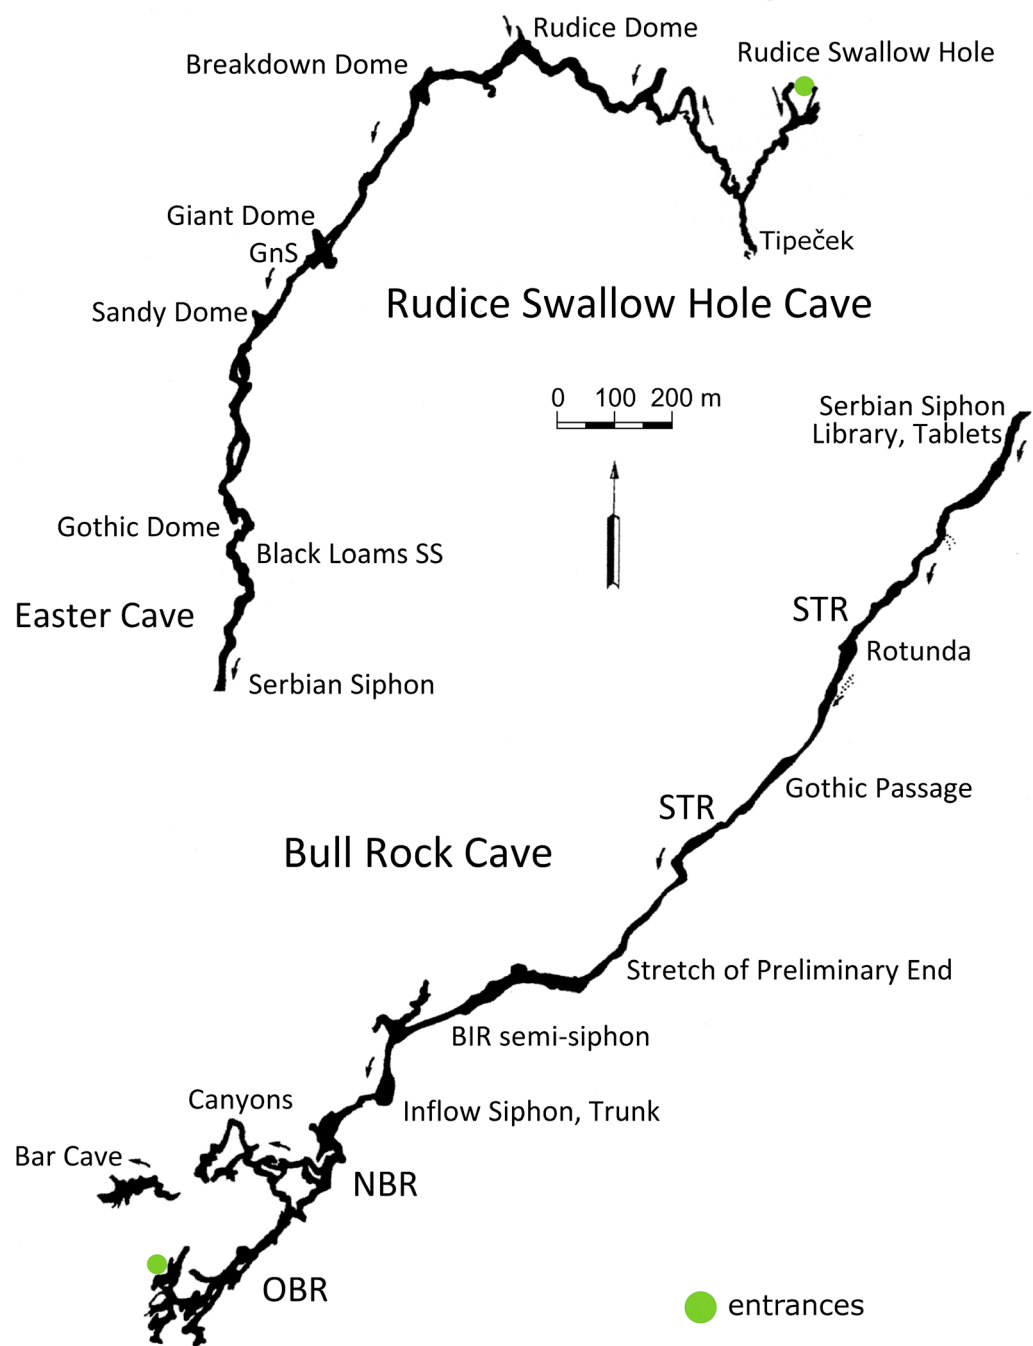 Rudice Dome
Rudice Swallow Hole
Breakdown Dome
Giant Dome
GnS
Tipeček
Sandy Dome
Rudice Swallow Hole Cave
0 100 200 m
Serbian Siphon
Library, Tablets
Gothic Dome
Black Loams SS
Easter Cave
STR
Rotunda
Serbian Siphon
Gothic Passage
STR
Bull Rock Cave
Stretch of Preliminary End
BIR semi-siphon
Canyons
Inflow Siphon, Trunk
Bar Cave
NBR
OBR
entrances